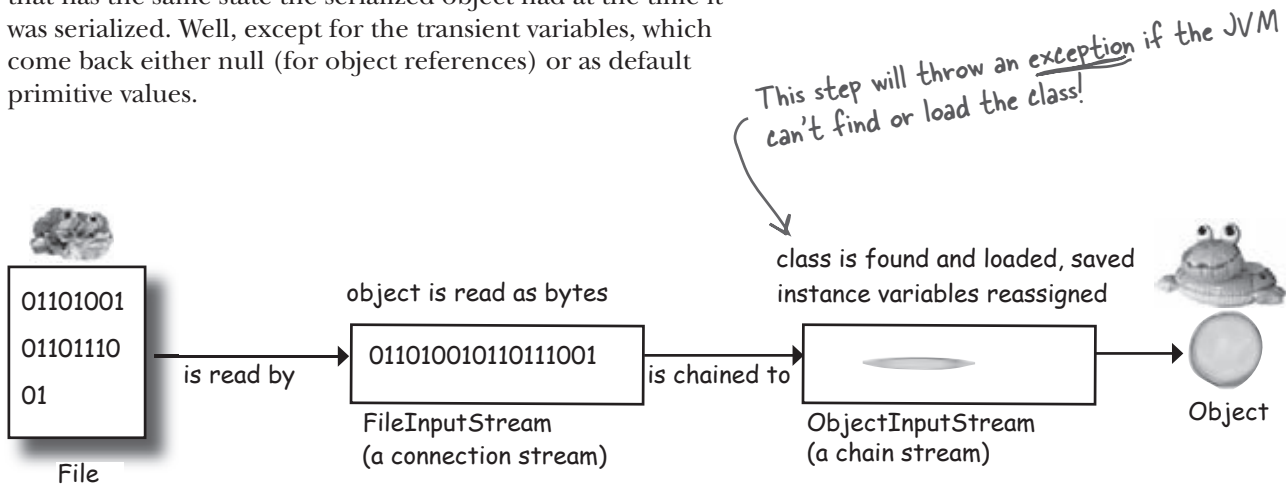 that has the same state the serialized object had at the time it
was serialized. Well, except for the transient variables, which
come back either null (for object references) or as default
primitive values.
This step will throw an exception if the JVM
can't find or load the class!
01101001
01101110
01
File
is read by
object is read as bytes
011010010110111001
FileInputStream
(a connection stream)
is chained to
class is found and loaded, saved
instance variables reassigned
ObjectInputStream
(a chain stream)
Object